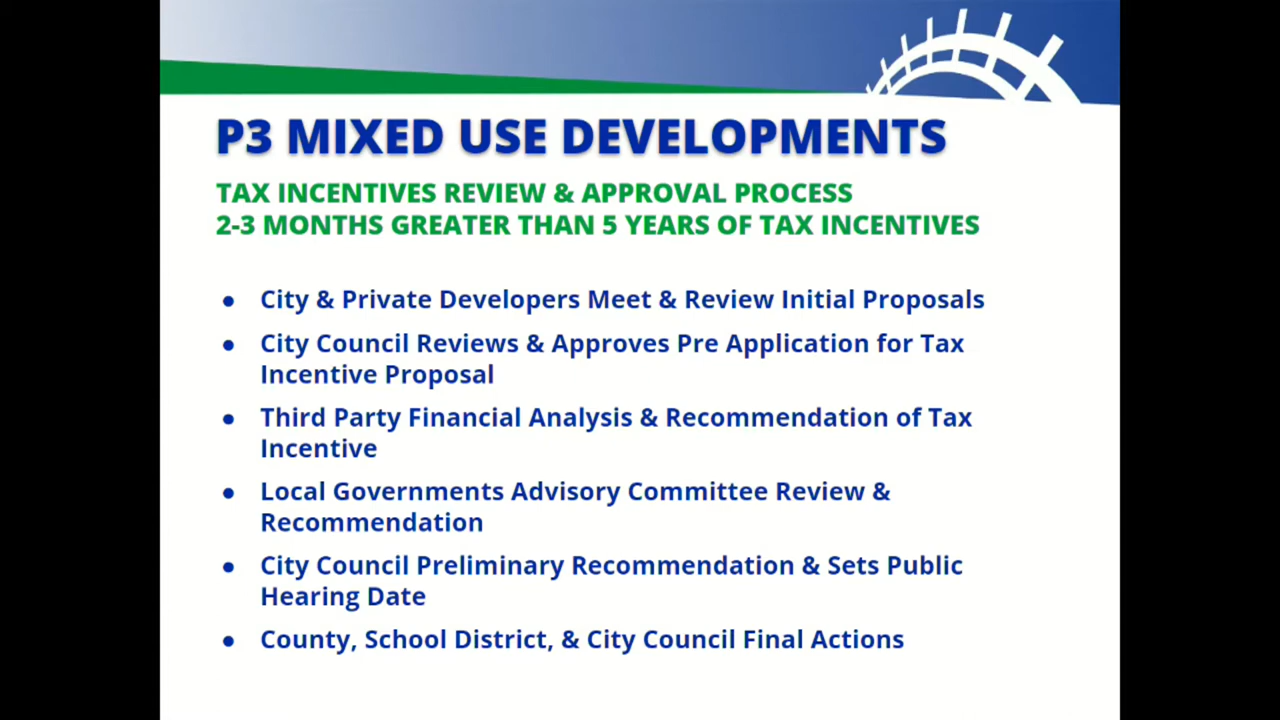 P3 MIXED USE DEVELOPMENTS
TAX INCENTIVES REVIEW & APPROVAL PROCESS
2-3 MONTHS GREATER THAN 5 YEARS OF TAX INCENTIVES
● City & Private Developers Meet & Review Initial Proposals
● City Council Reviews & Approves Pre Application for Tax
Incentive Proposal
● Third Party Financial Analysis & Recommendation of Tax
Incentive
● Local Governments Advisory Committee Review &
Recommendation
● City Council Preliminary Recommendation & Sets Public
Hearing Date
● County, School District, & City Council Final Actions